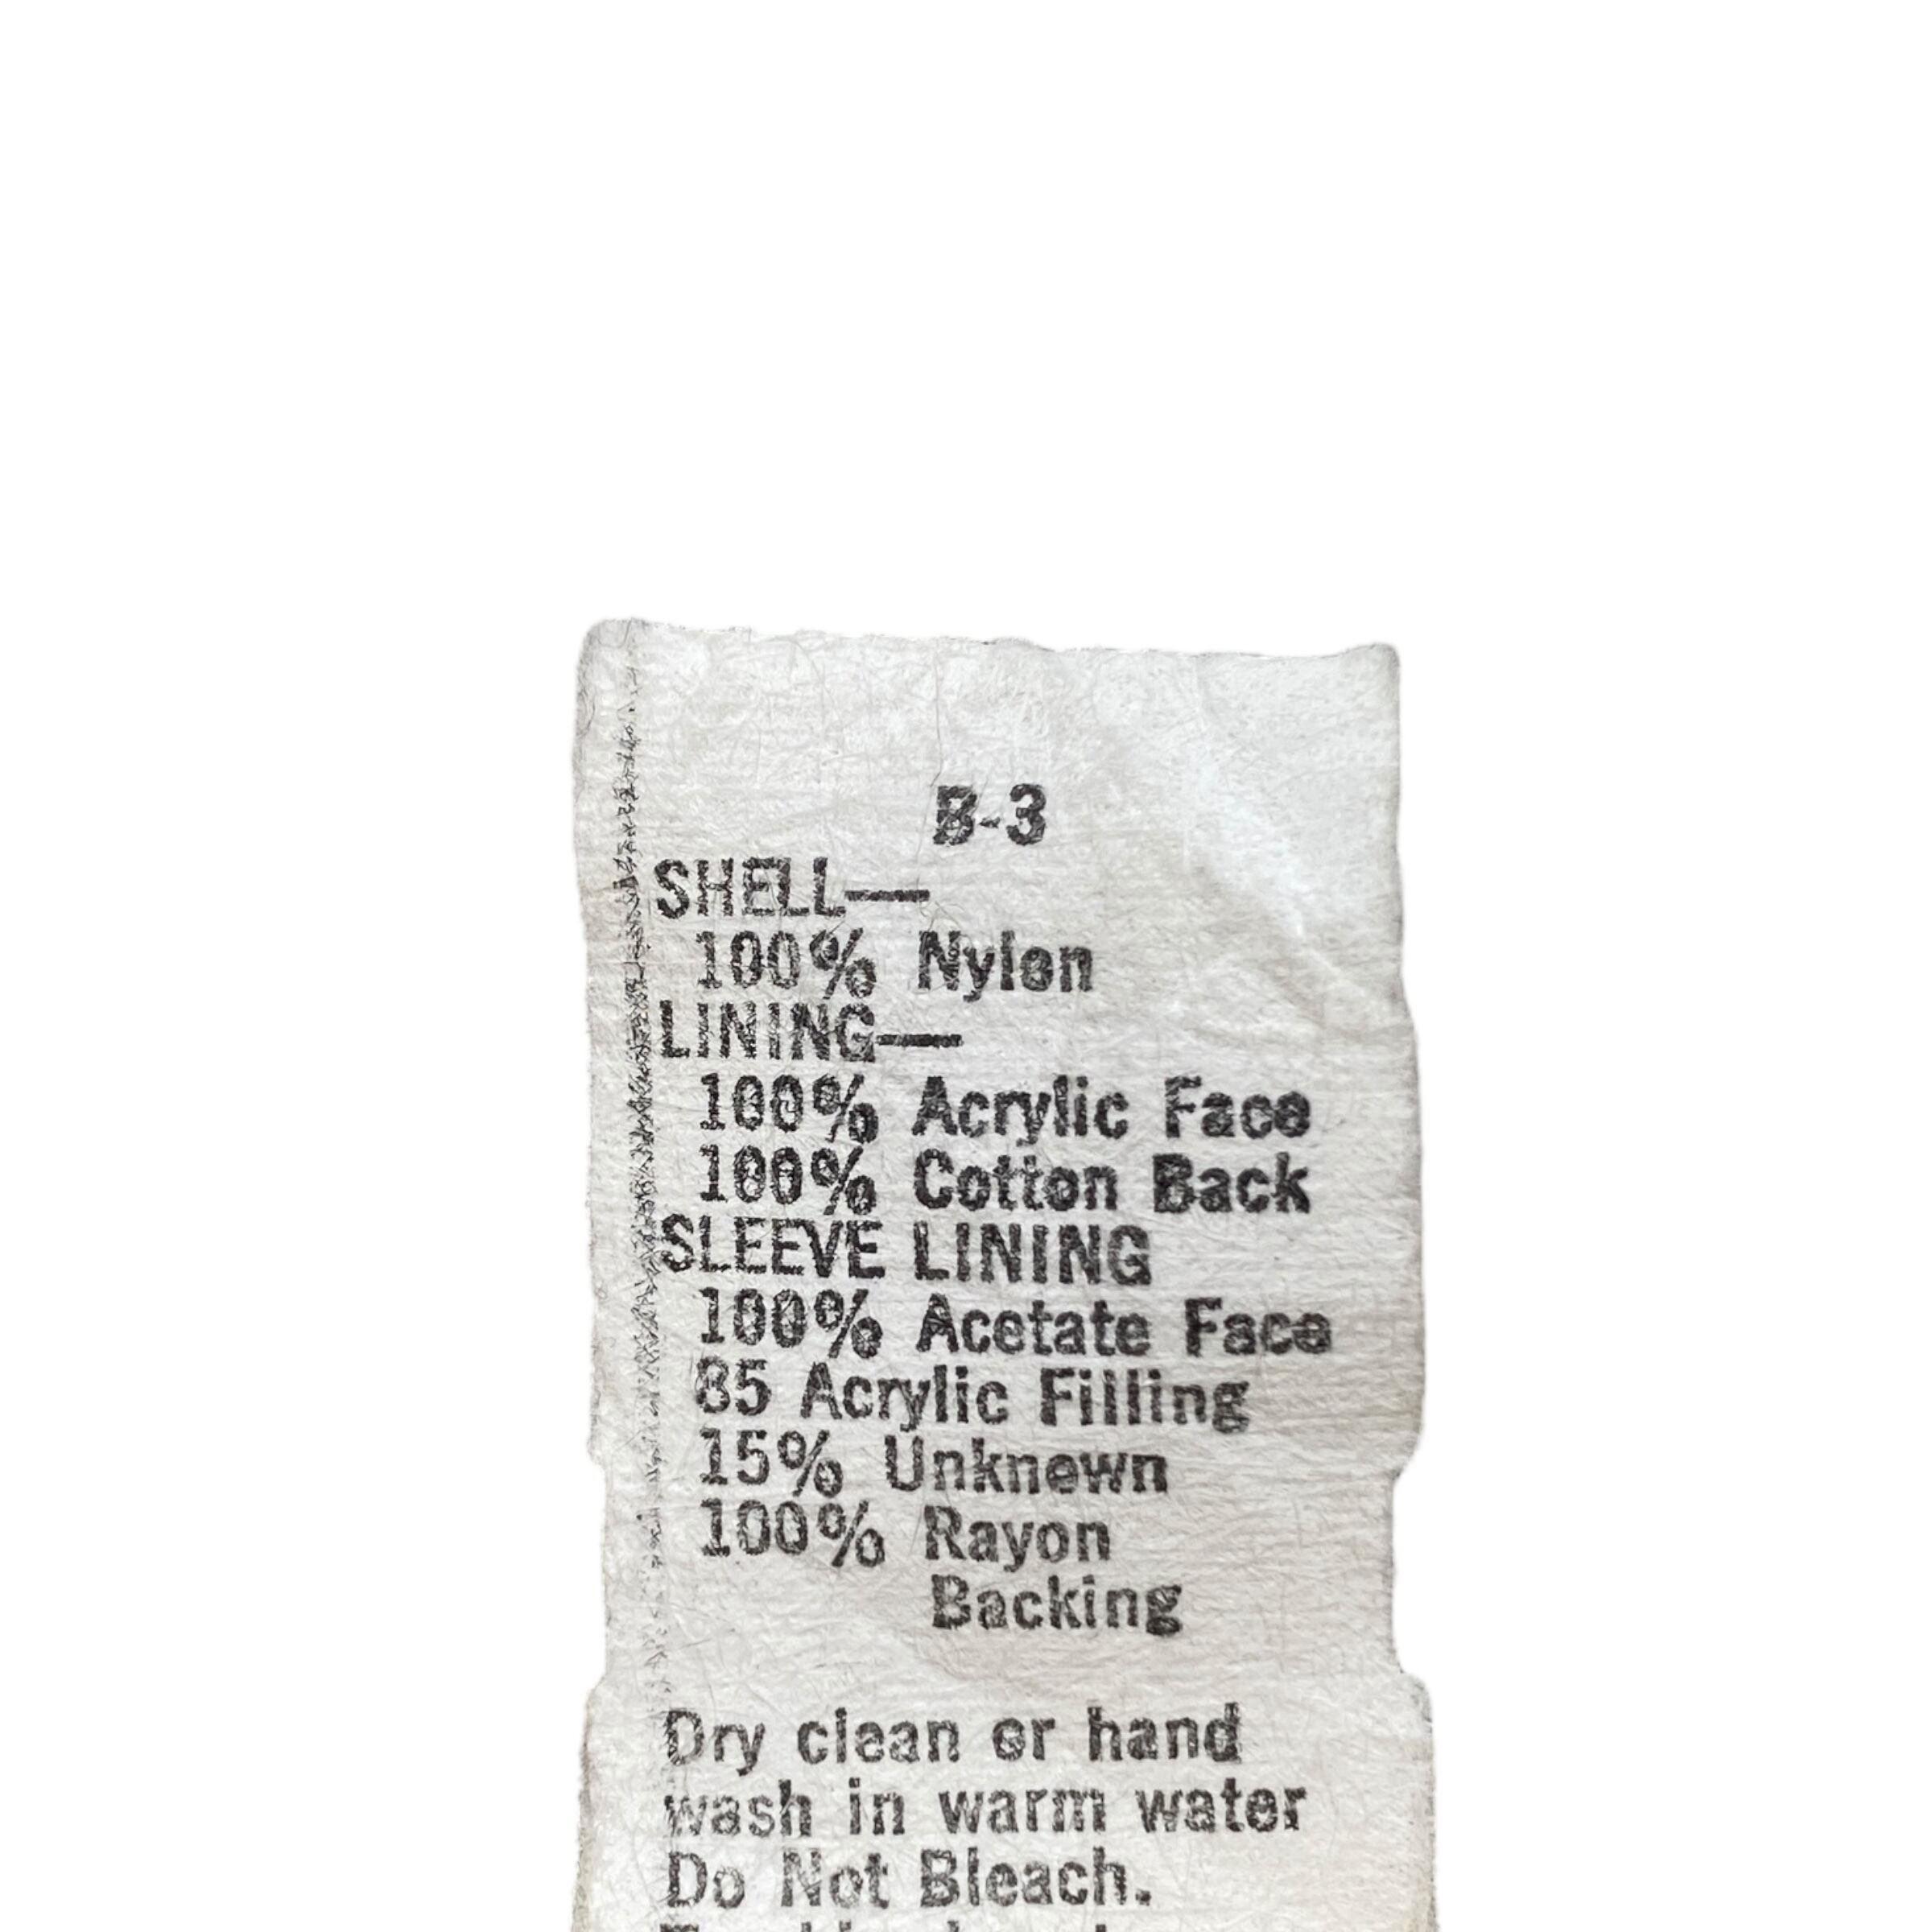 B-3
SHELL—
100% Nylon
LINING—
100% Acrylic Face
100% Cotton Back
SLEEVE LINING
100% Acetate Face
85 Acrylic Filling
15% Unknown
100% Rayon
Backing
Dry clean or hand
wash in warm water
Do Not Bleach.